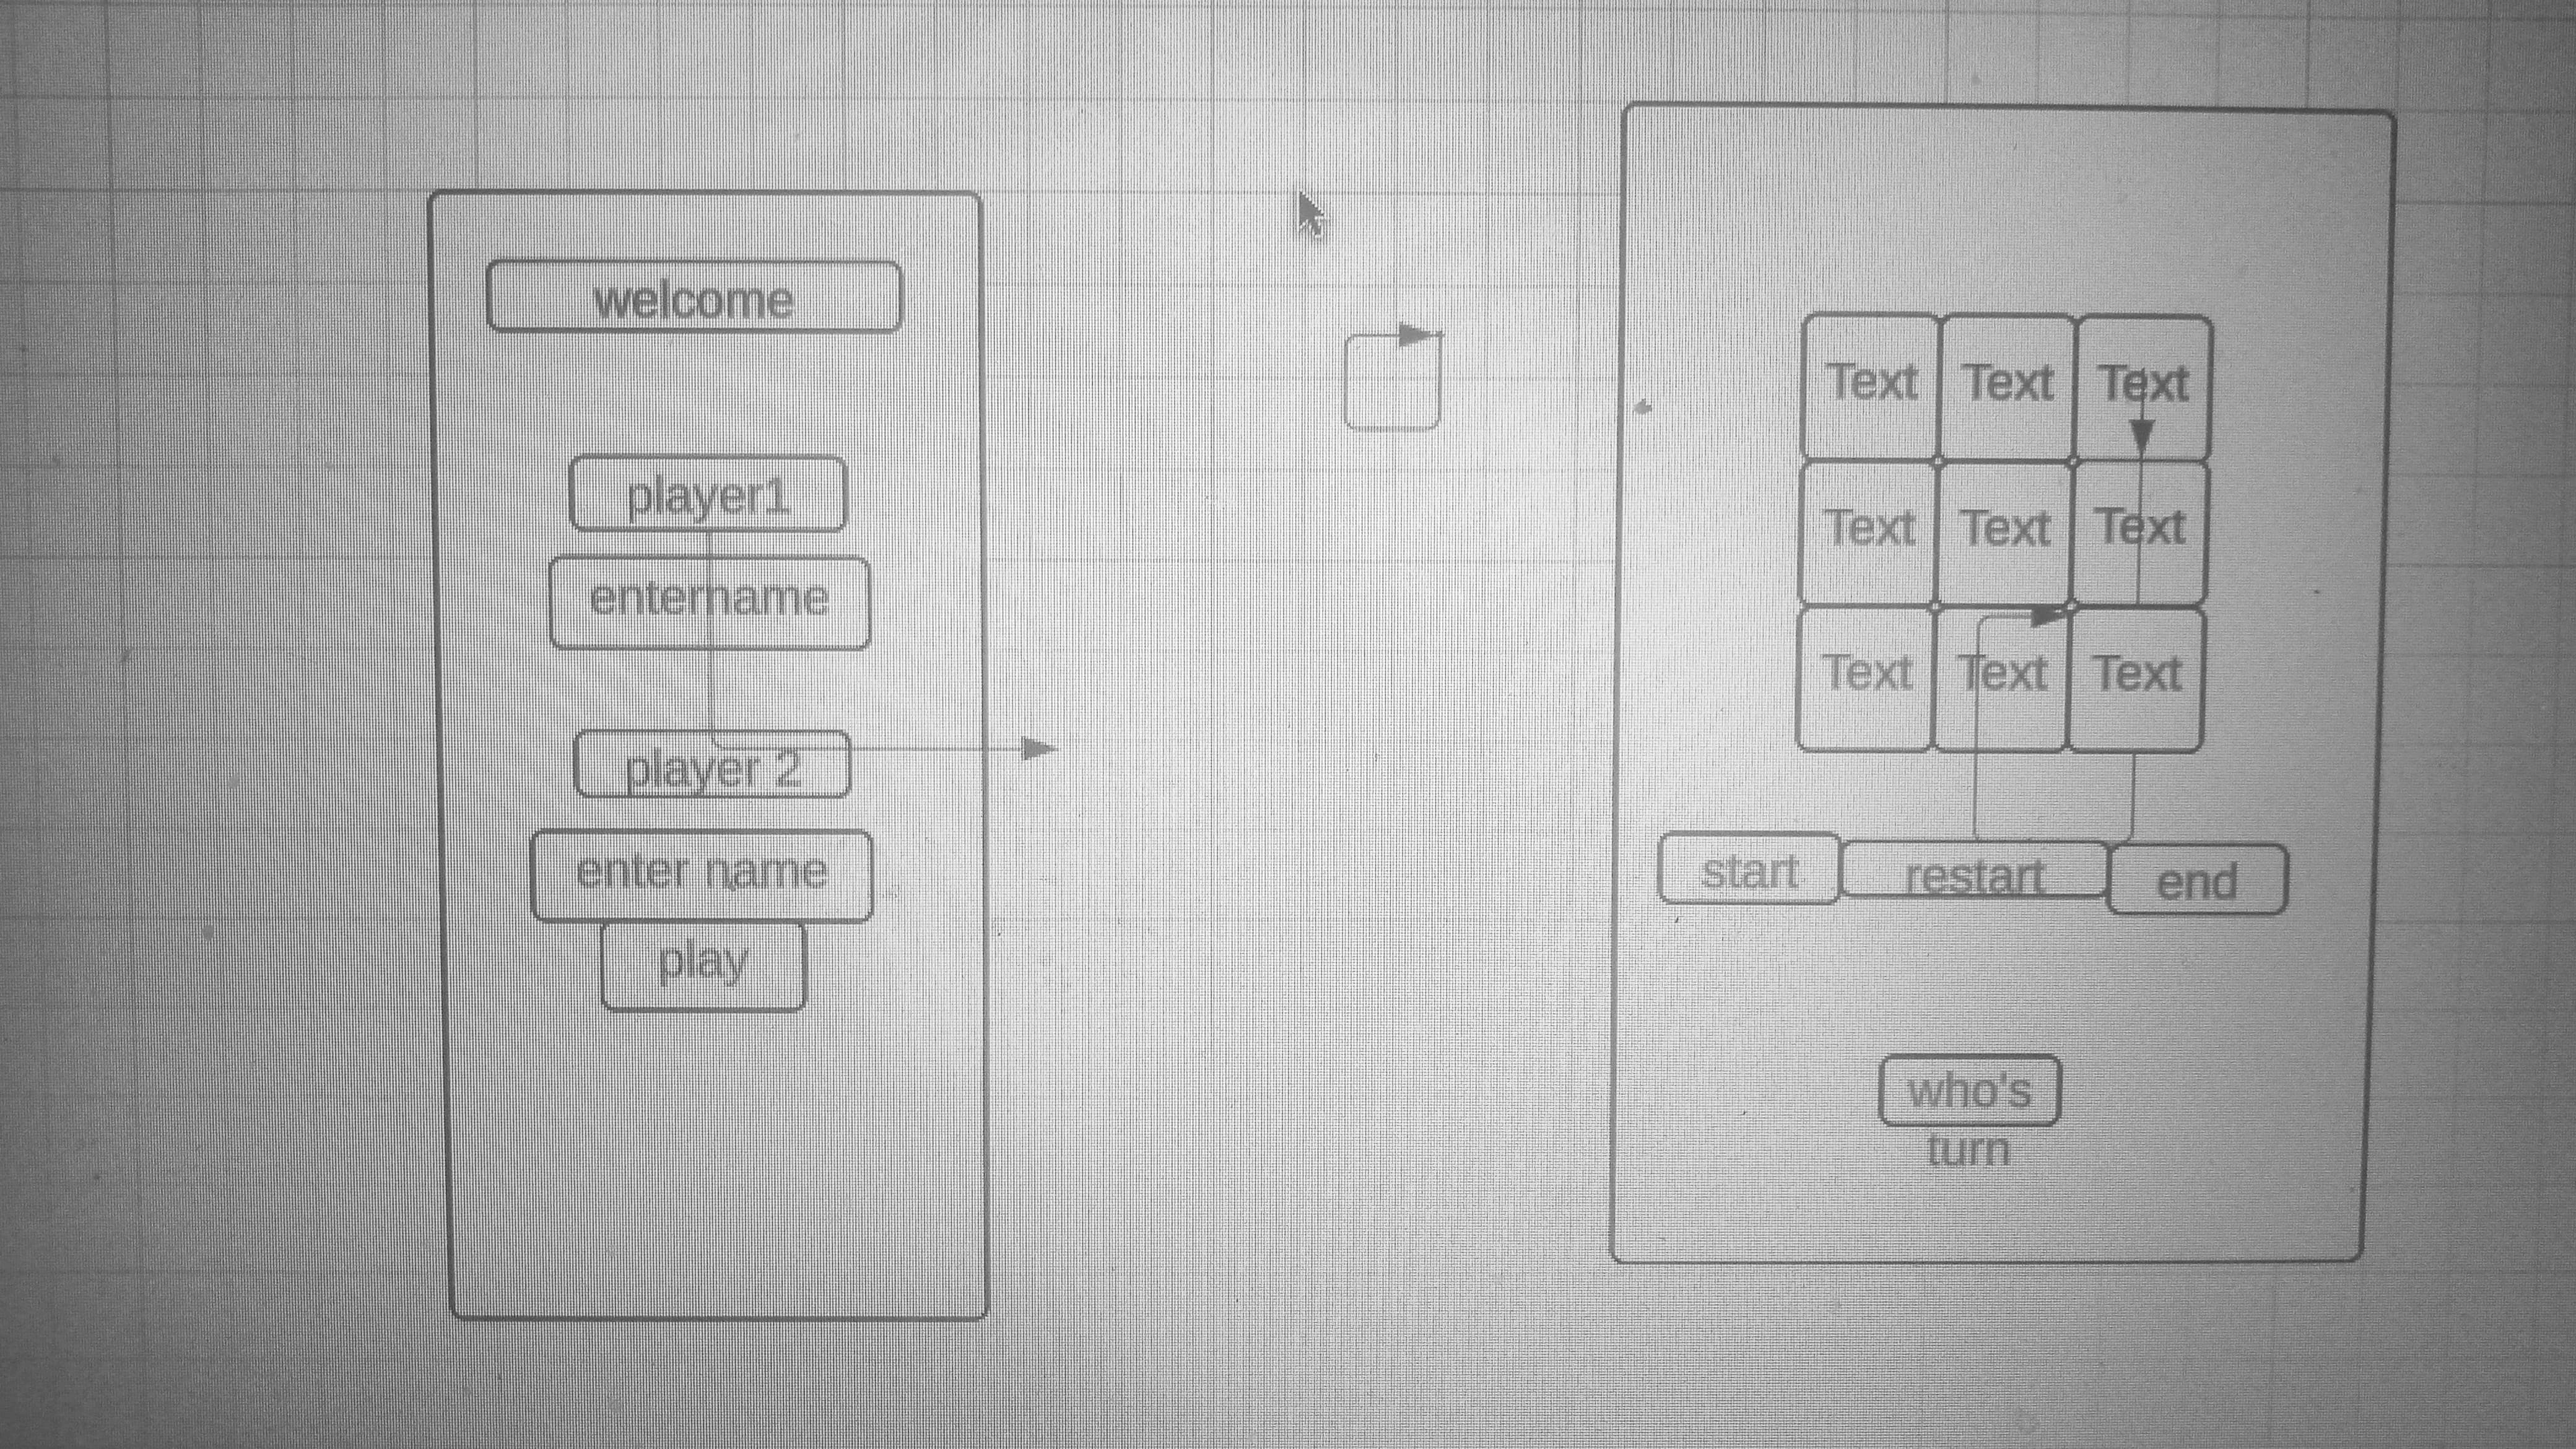 welcome
player1
entername
player 2
enter name
play
Text Text Text
Text Text Text
Text Text Text
start restart end
who's
turn